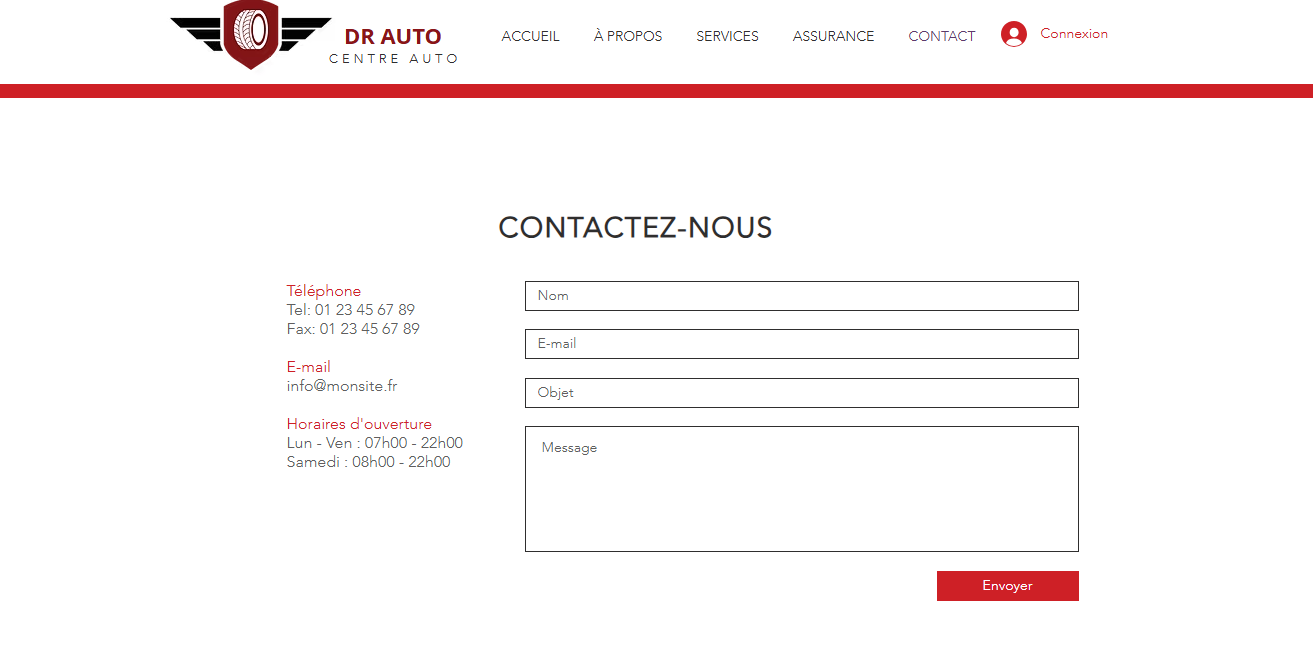 DR AUTO
CENTRE AUTO
ACCUEIL
À PROPOS
SERVICES
ASSURANCE
CONTACT
Connexion
CONTACTEZ-NOUS
Téléphone
Tel: 01 23 45 67 89
Fax: 01 23 45 67 89
E-mail
info@monsite.fr
Horaires d'ouverture
Lun - Ven : 07h00 - 22h00
Samedi : 08h00 - 22h00
Nom
E-mail
Objet
Message
Envoyer